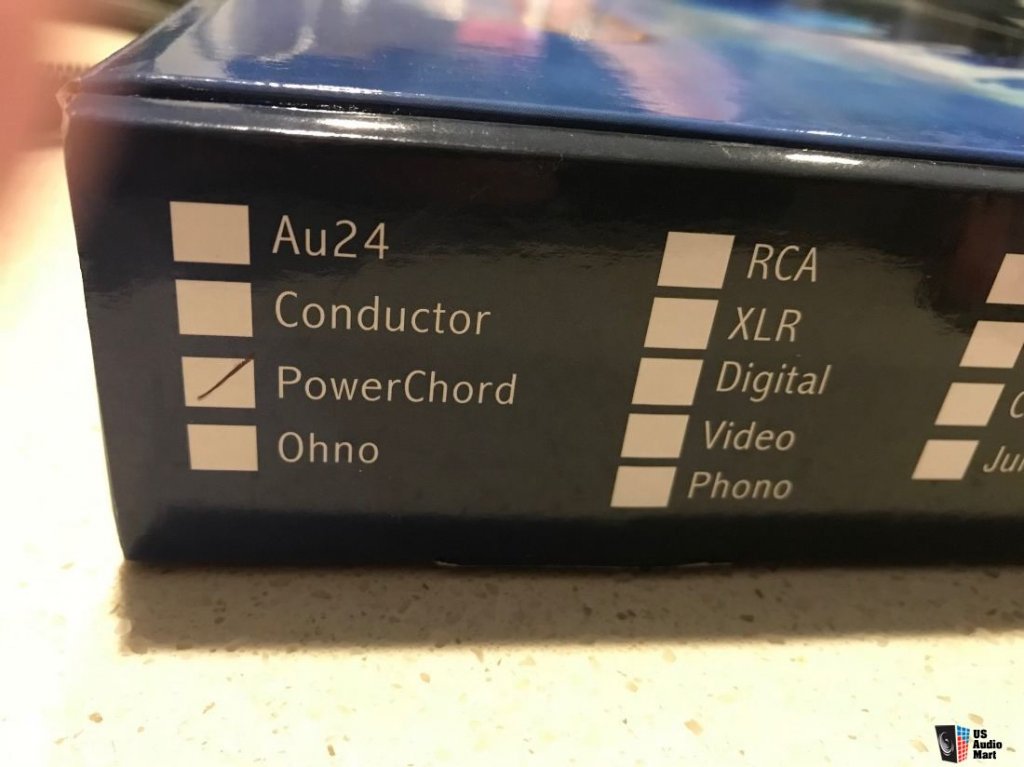 Au24
Conductor
PowerChord
Ohno
RCA
XLR
Digital
Video
Phono
US
Audio
Mart